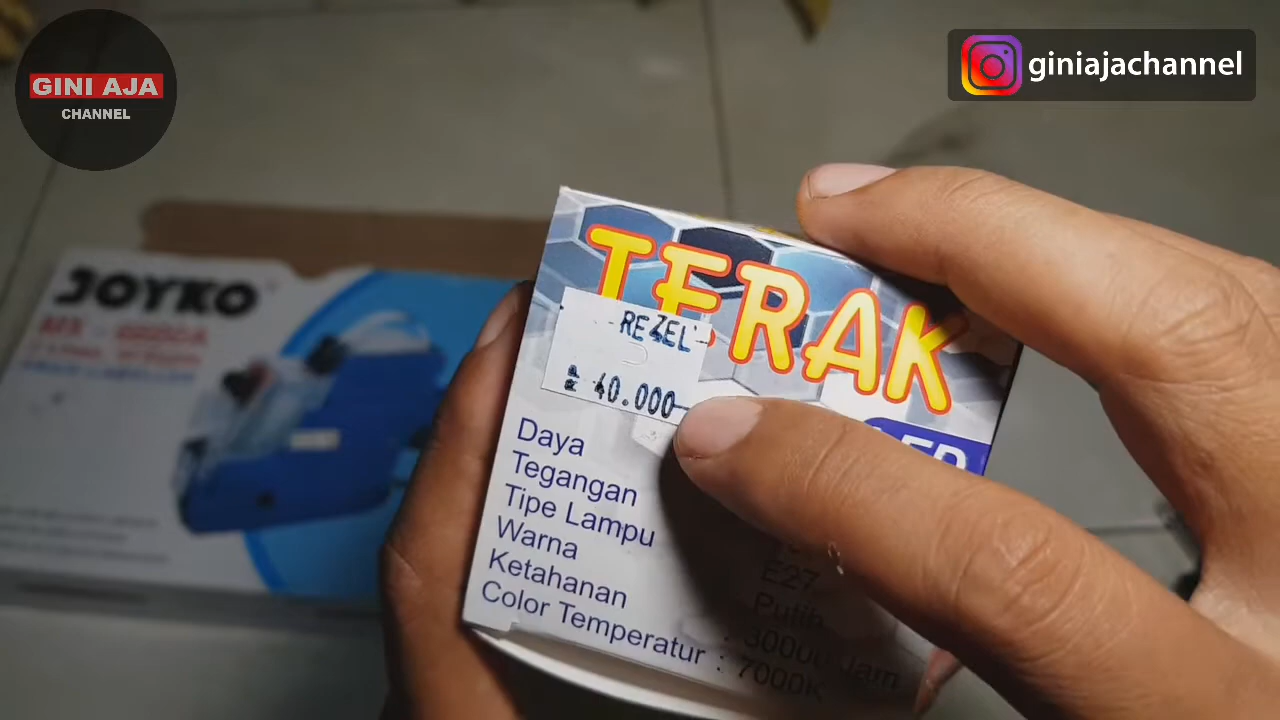 GINI AJA
CHANNEL
giniajachannel
JOYKO
TERAK
REZEL
40.000
Daya
Tegangan
Tipe Lampu
E27
Warna
Putih
Ketahanan
: 30000 Jam
Color Temperatur : 7000K